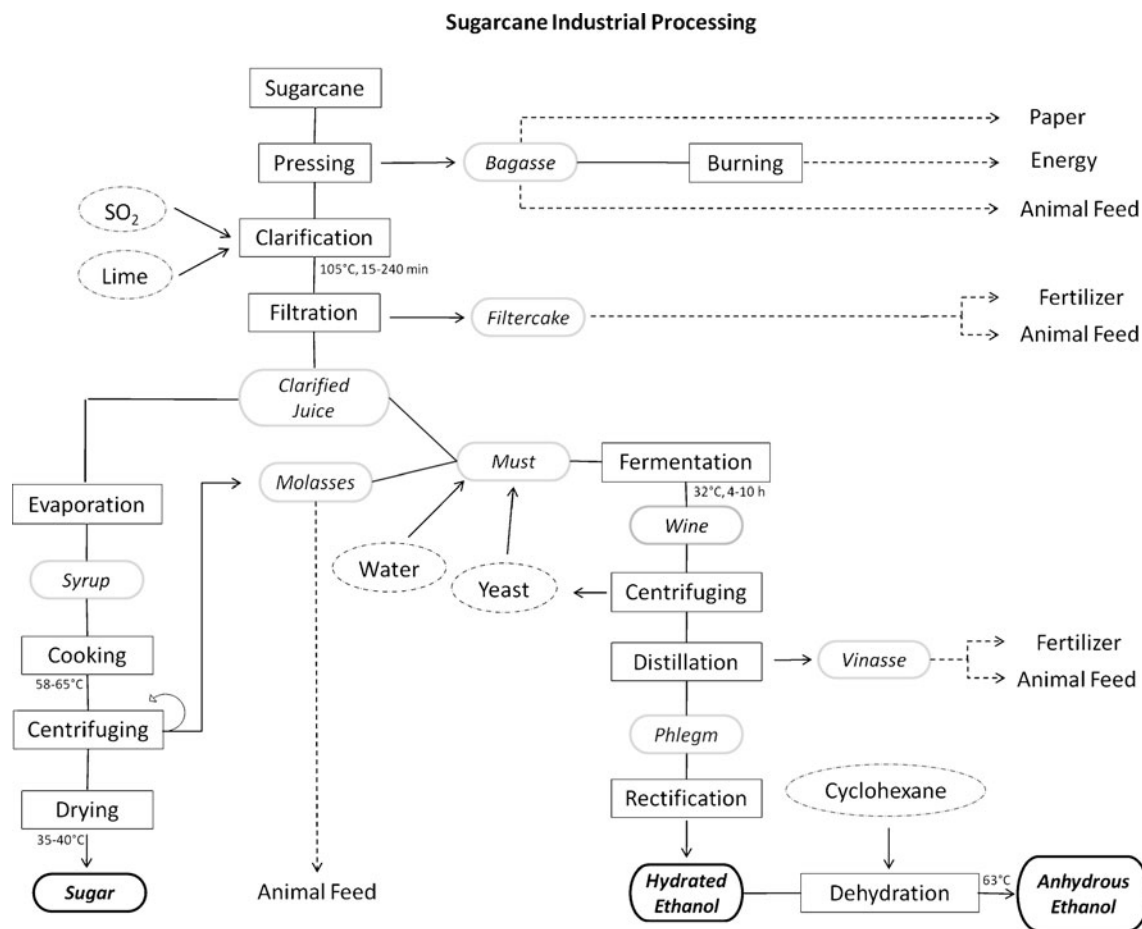 Sugarcane Industrial Processing
Sugarcane
Paper
Pressing
Bagasse
Burning
Energy
SO₂
Animal Feed
Clarification
Lime
105°C, 15-240 min
Filtration
Filtercake
Fertilizer
Animal Feed
Clarified
Juice
Must
Fermentation
Molasses
32°C, 4-10 h
Evaporation
Wine
Water
Yeast
Centrifuging
Syrup
Cooking
58-65°C
Distillation
Vinasse
Fertilizer
Animal Feed
Centrifuging
Phlegm
Drying
35-40°C
Rectification
Cyclohexane
Sugar
Animal Feed
Hydrated
Ethanol
Dehydration
63°C
Anhydrous
Ethanol